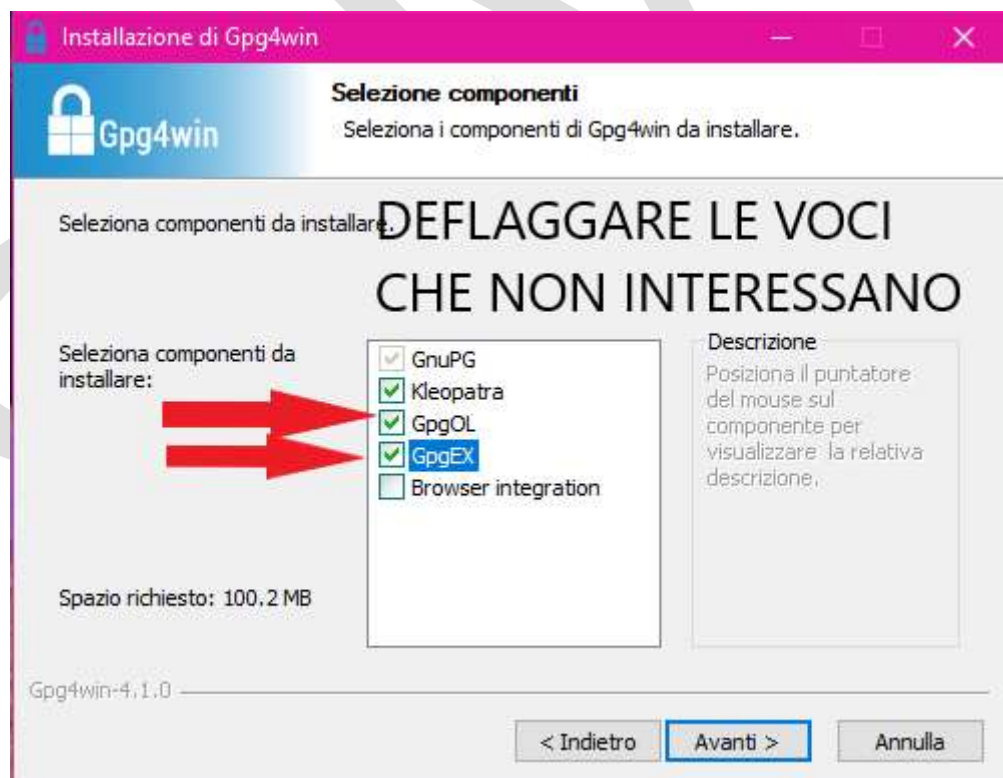 Installazione di Gpg4win
Gpg4win
Selezione componenti
Seleziona i componenti di Gpg4win da installare.
Seleziona componenti da installare.
DEFLAGGARE LE VOCI
CHE NON INTERESSANO
Seleziona componenti da
installare:
GnuPG
Kleopatra
GpgOL
GpgEX
Browser integration
Descrizione
Posiziona il puntatore
del mouse sul
componente per
visualizzare la relativa
descrizione.
Spazio richiesto: 100.2 MB
Gpg4win-4.1.0
< Indietro
Avanti >
Annulla